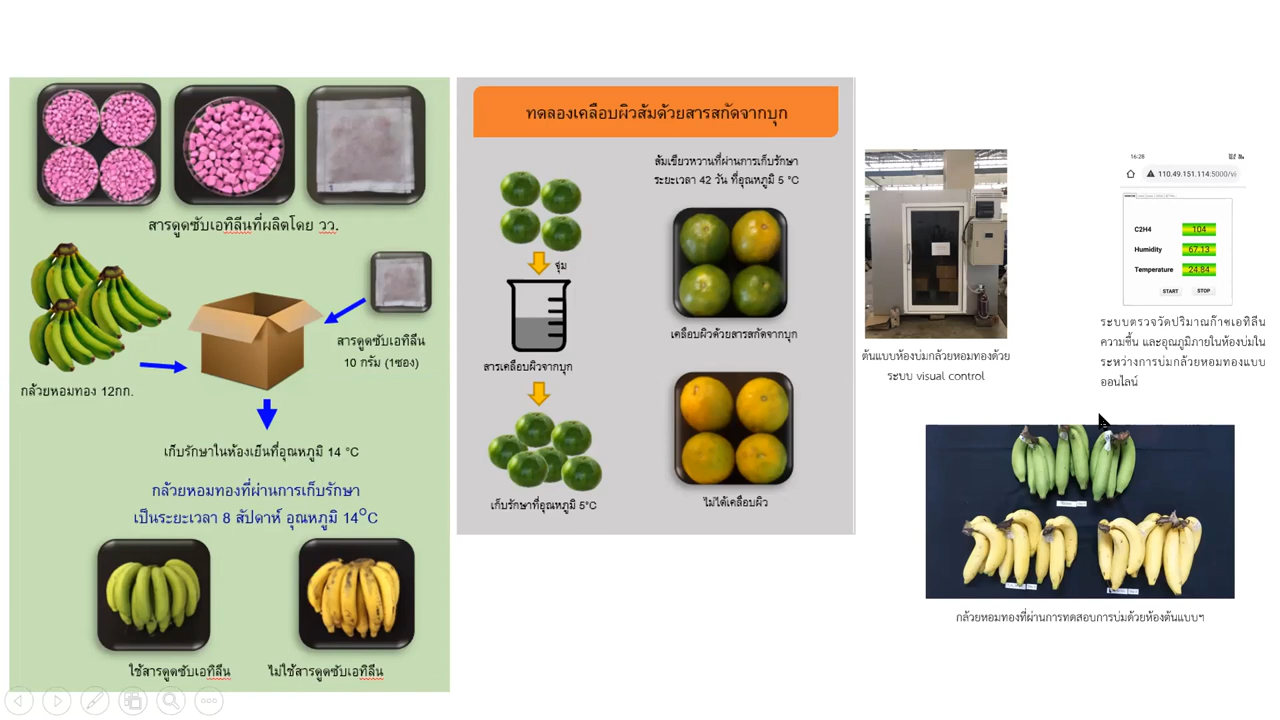 สารดูดซับเอทิลีนที่ผลิตโดย วว.
สารดูดซับเอทิลีน
10 กรัม (1ซอง)
กล้วยหอมทอง 12กก.
เก็บรักษาในห้องเย็นที่อุณหภูมิ 14 °C
กล้วยหอมทองที่ผ่านการเก็บรักษา
เป็นระยะเวลา 8 สัปดาห์ อุณหภูมิ 14°C
ใช้สารดูดซับเอทิลีน
ไม่ใช้สารดูดซับเอทิลีน
ทดลองเคลือบผิวส้มด้วยสารสกัดจากบุก
ส้มเขียวหวานที่ผ่านการเก็บรักษา
ระยะเวลา 42 วัน ที่อุณหภูมิ 5 °C
จุ่ม
สารเคลือบผิวจากบุก
เคลือบผิวด้วยสารสกัดจากบุก
เก็บรักษาที่อุณหภูมิ 5°C
ไม่ได้เคลือบผิว
ต้นแบบห้องบ่มกล้วยหอมทองด้วย
ระบบ visual control
16:28
110.49.151.114:5000/vi
C2H4 104
Humidity 67.13
Temperature 24.84
START STOP
ระบบตรวจวัดปริมาณก๊าซเอทิลีน
ความชื้น และอุณภูมิภายในห้องบ่มใน
ระหว่างการบ่มกล้วยหอมทองแบบ
ออนไลน์
กล้วยหอมทองที่ผ่านการทดสอบการบ่มด้วยห้องต้นแบบฯ